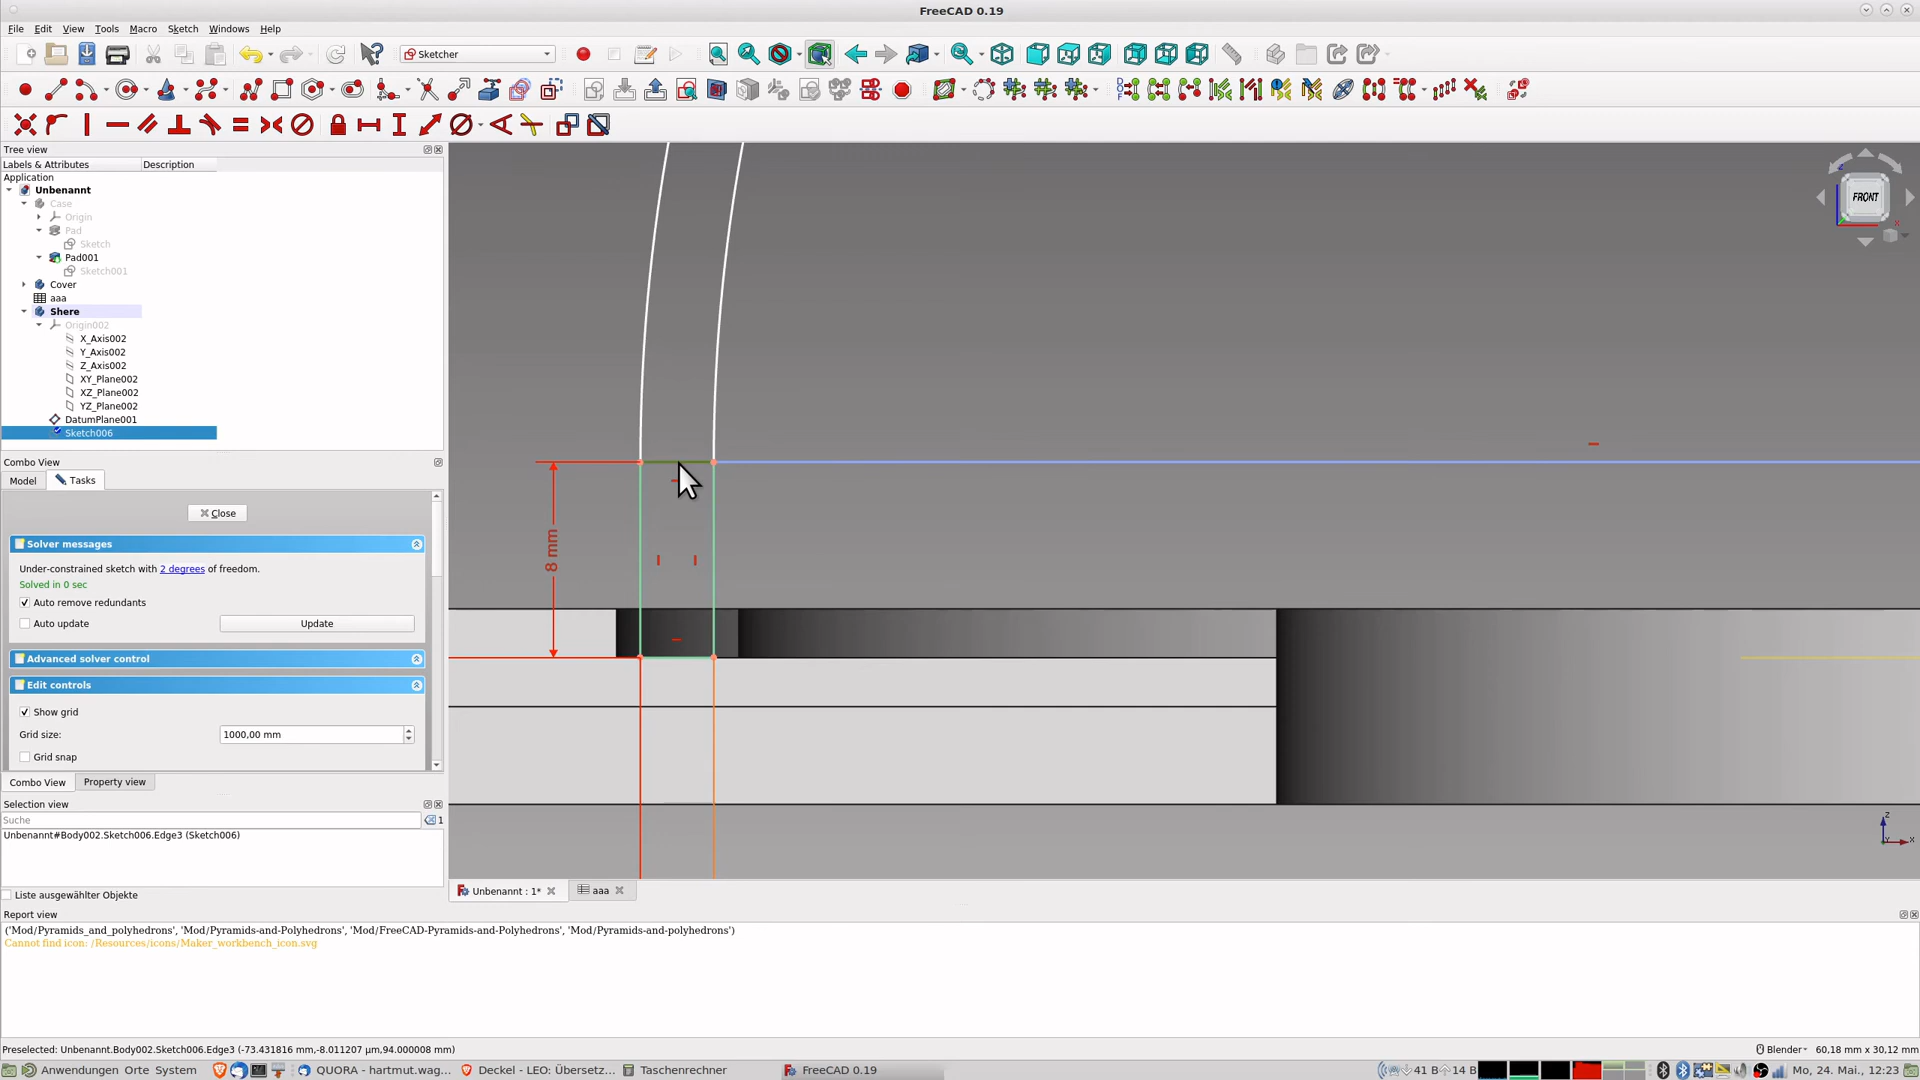 FreeCAD 0.19
File Edit View Tools Macro Sketch Windows Help
Sketcher
Tree view
Labels & Attributes Description
Application
Unbenannt
Case
Origin
Pad
Sketch
Pad001
Sketch001
Cover
aaa
Shere
Origin002
X_Axis002
Y_Axis002
Z_Axis002
XY_Plane002
XZ_Plane002
YZ_Plane002
DatumPlane001
Sketch006
Combo View
Model Tasks
Close
Solver messages
Under-constrained sketch with 2 degrees of freedom.
Solved in 0 sec
Auto remove redundants
Auto update Update
Advanced solver control
Edit controls
Show grid
Grid size: 1000,00 mm
Grid snap
Combo View Property view
Selection view
Suche 1
Unbenannt#Body002.Sketch006.Edge3 (Sketch006)
Liste ausgewählter Objekte
8 mm
FRONT
Z
X
Unbenannt : 1* aaa
Report view
('Mod/Pyramids_and_polyhedrons', 'Mod/Pyramids-and-Polyhedrons', 'Mod/FreeCAD-Pyramids-and-Polyhedrons', 'Mod/Pyramids-and-polyhedrons')
Cannot find icon: /Resources/icons/Maker_workbench_icon.svg
Preselected: Unbenannt.Body002.Sketch006.Edge3 (-73.431816 mm,-8.011207 µm,94.000008 mm) Blender 60,18 mm x 30,12 mm
Anwendungen Orte System QUORA - hartmut.wag... Deckel - LEO: Übersetz... Taschenrechner FreeCAD 0.19 41 B 14 B Mo, 24. Mai., 12:23